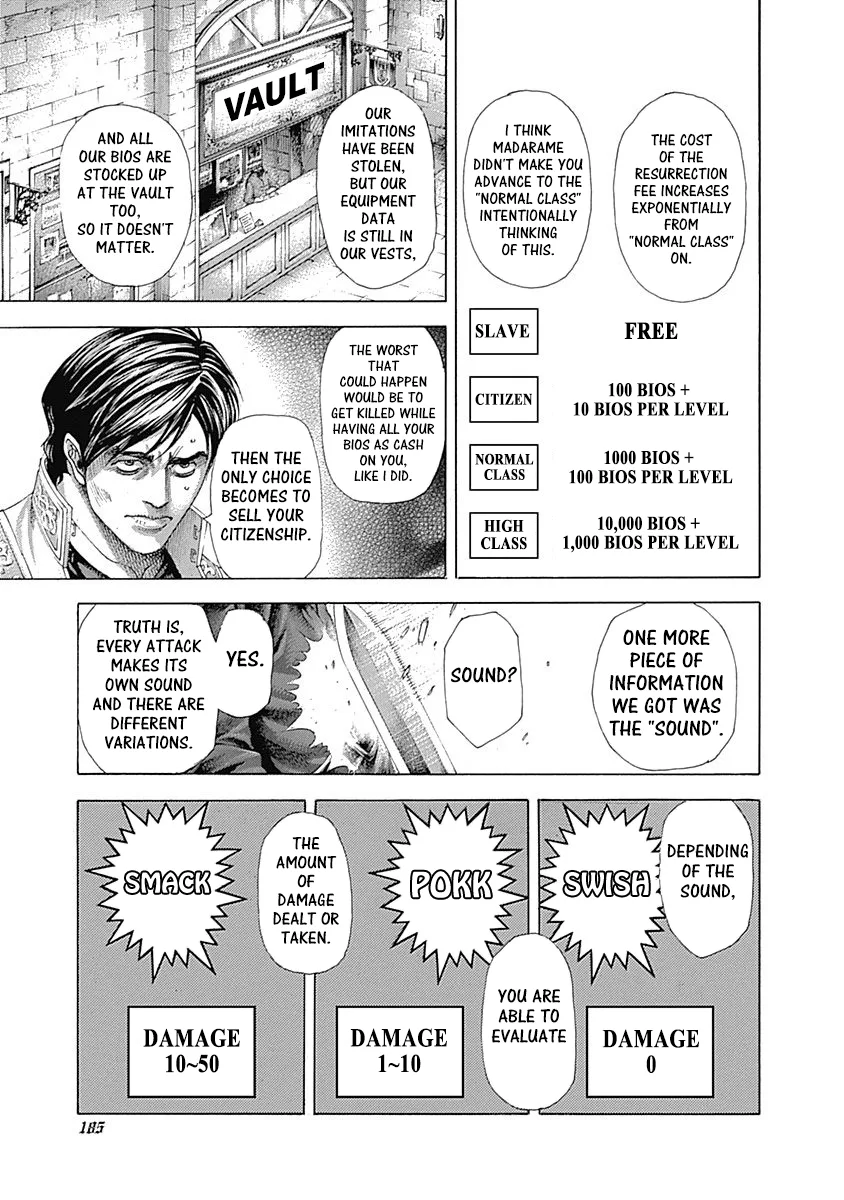 THE COST
OF THE
RESURRECTION
FEE INCREASES
EXPONENTIALLY
FROM
"NORMAL CLASS"
ON.
I THINK
MADARAME
DIDN'T MAKE YOU
ADVANCE TO THE
"NORMAL CLASS"
INTENTIONALLY
THINKING
OF THIS.
SLAVE
FREE
CITIZEN
100 BIOS +
10 BIOS PER LEVEL
NORMAL
CLASS
1000 BIOS +
100 BIOS PER LEVEL
HIGH
CLASS
10,000 BIOS +
1,000 BIOS PER LEVEL
VAULT
OUR
IMITATIONS
HAVE BEEN
STOLEN,
BUT OUR
EQUIPMENT
DATA
IS STILL IN
OUR VESTS,
AND ALL
OUR BIOS ARE
STOCKED UP
AT THE VAULT
TOO,
SO IT DOESN'T
MATTER.
THE WORST
THAT
COULD HAPPEN
WOULD BE TO
GET KILLED WHILE
HAVING ALL YOUR
BIOS AS CASH
ON YOU,
LIKE I DID.
THEN THE
ONLY CHOICE
BECOMES TO
SELL YOUR
CITIZENSHIP.
ONE MORE
PIECE OF
INFORMATION
WE GOT WAS
THE "SOUND".
SOUND?
YES.
TRUTH IS,
EVERY ATTACK
MAKES ITS
OWN SOUND
AND THERE ARE
DIFFERENT
VARIATIONS.
DEPENDING
OF THE
SOUND,
SWISH
DAMAGE
0
YOU ARE
ABLE TO
EVALUATE
POKK
DAMAGE
1~10
THE
AMOUNT
OF
DAMAGE
DEALT OR
TAKEN.
SMACK
DAMAGE
10~50
185